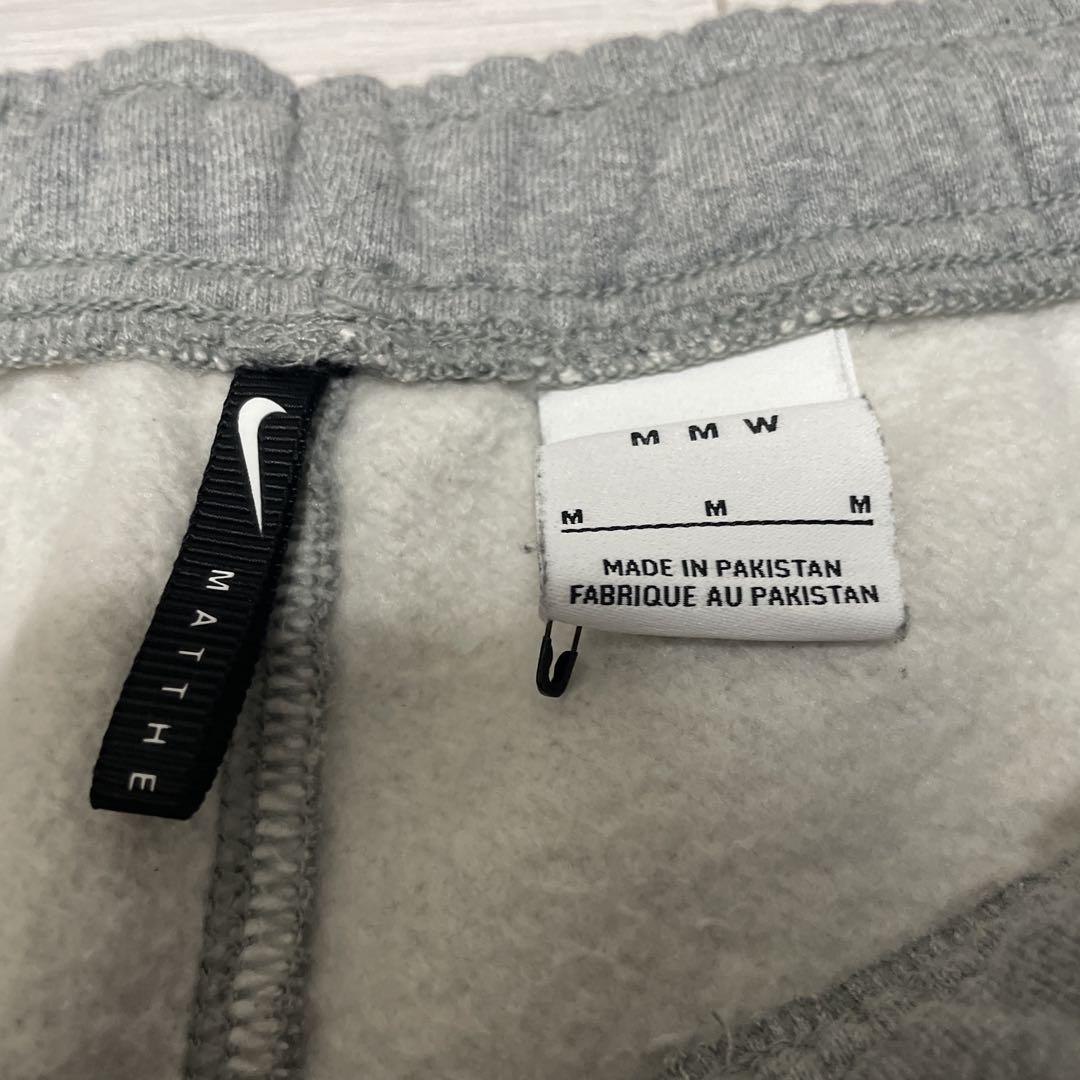 MATTHE
M M W
M M M
MADE IN PAKISTAN
FABRIQUE AU PAKISTAN